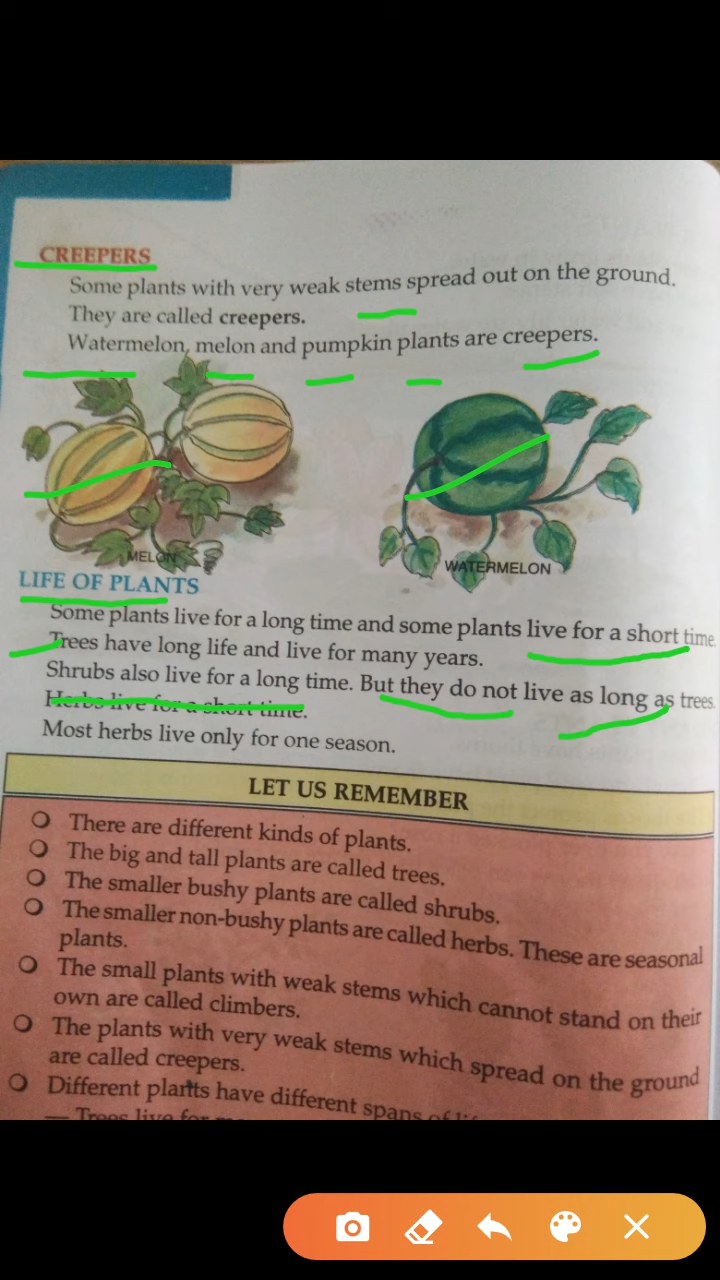 CREEPERS
Some plants with very weak stems spread out on the ground.
They are called creepers.
Watermelon, melon and pumpkin plants are creepers.
MELON
WATERMELON
LIFE OF PLANTS
Some plants live for a long time and some plants live for a short time.
Trees have long life and live for many years.
Shrubs also live for a long time. But they do not live as long as trees.
Herbs live for a short time.
Most herbs live only for one season.
LET US REMEMBER
There are different kinds of plants.
The big and tall plants are called trees.
The smaller bushy plants are called shrubs.
The smaller non-bushy plants are called herbs. These are seasonal
plants.
The small plants with weak stems which cannot stand on their
own are called climbers.
The plants with very weak stems which spread on the ground
are called creepers.
Different plants have different spans of
— Trees live for